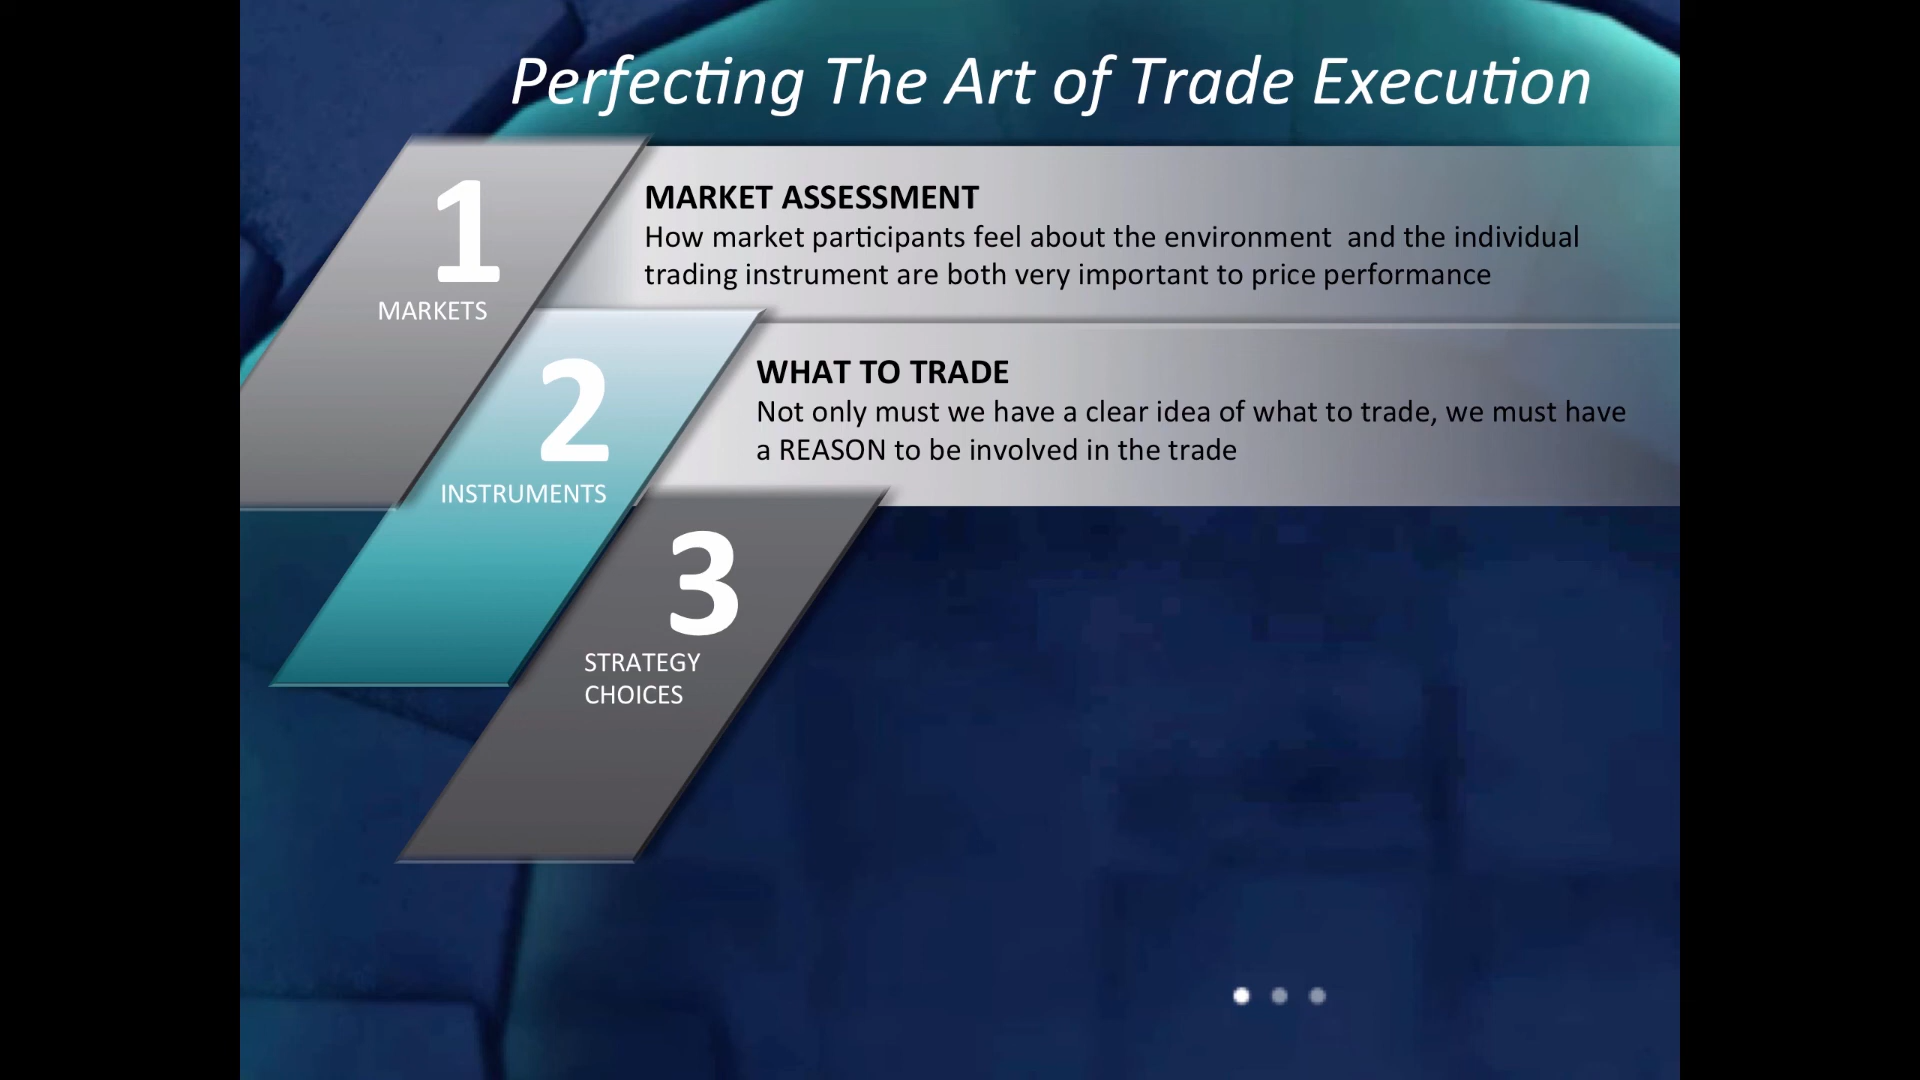 Perfecting The Art of Trade Execution
1
MARKETS
MARKET ASSESSMENT
How market participants feel about the environment  and the individual
trading instrument are both very important to price performance
2
INSTRUMENTS
WHAT TO TRADE
Not only must we have a clear idea of what to trade, we must have
a REASON to be involved in the trade
3
STRATEGY
CHOICES